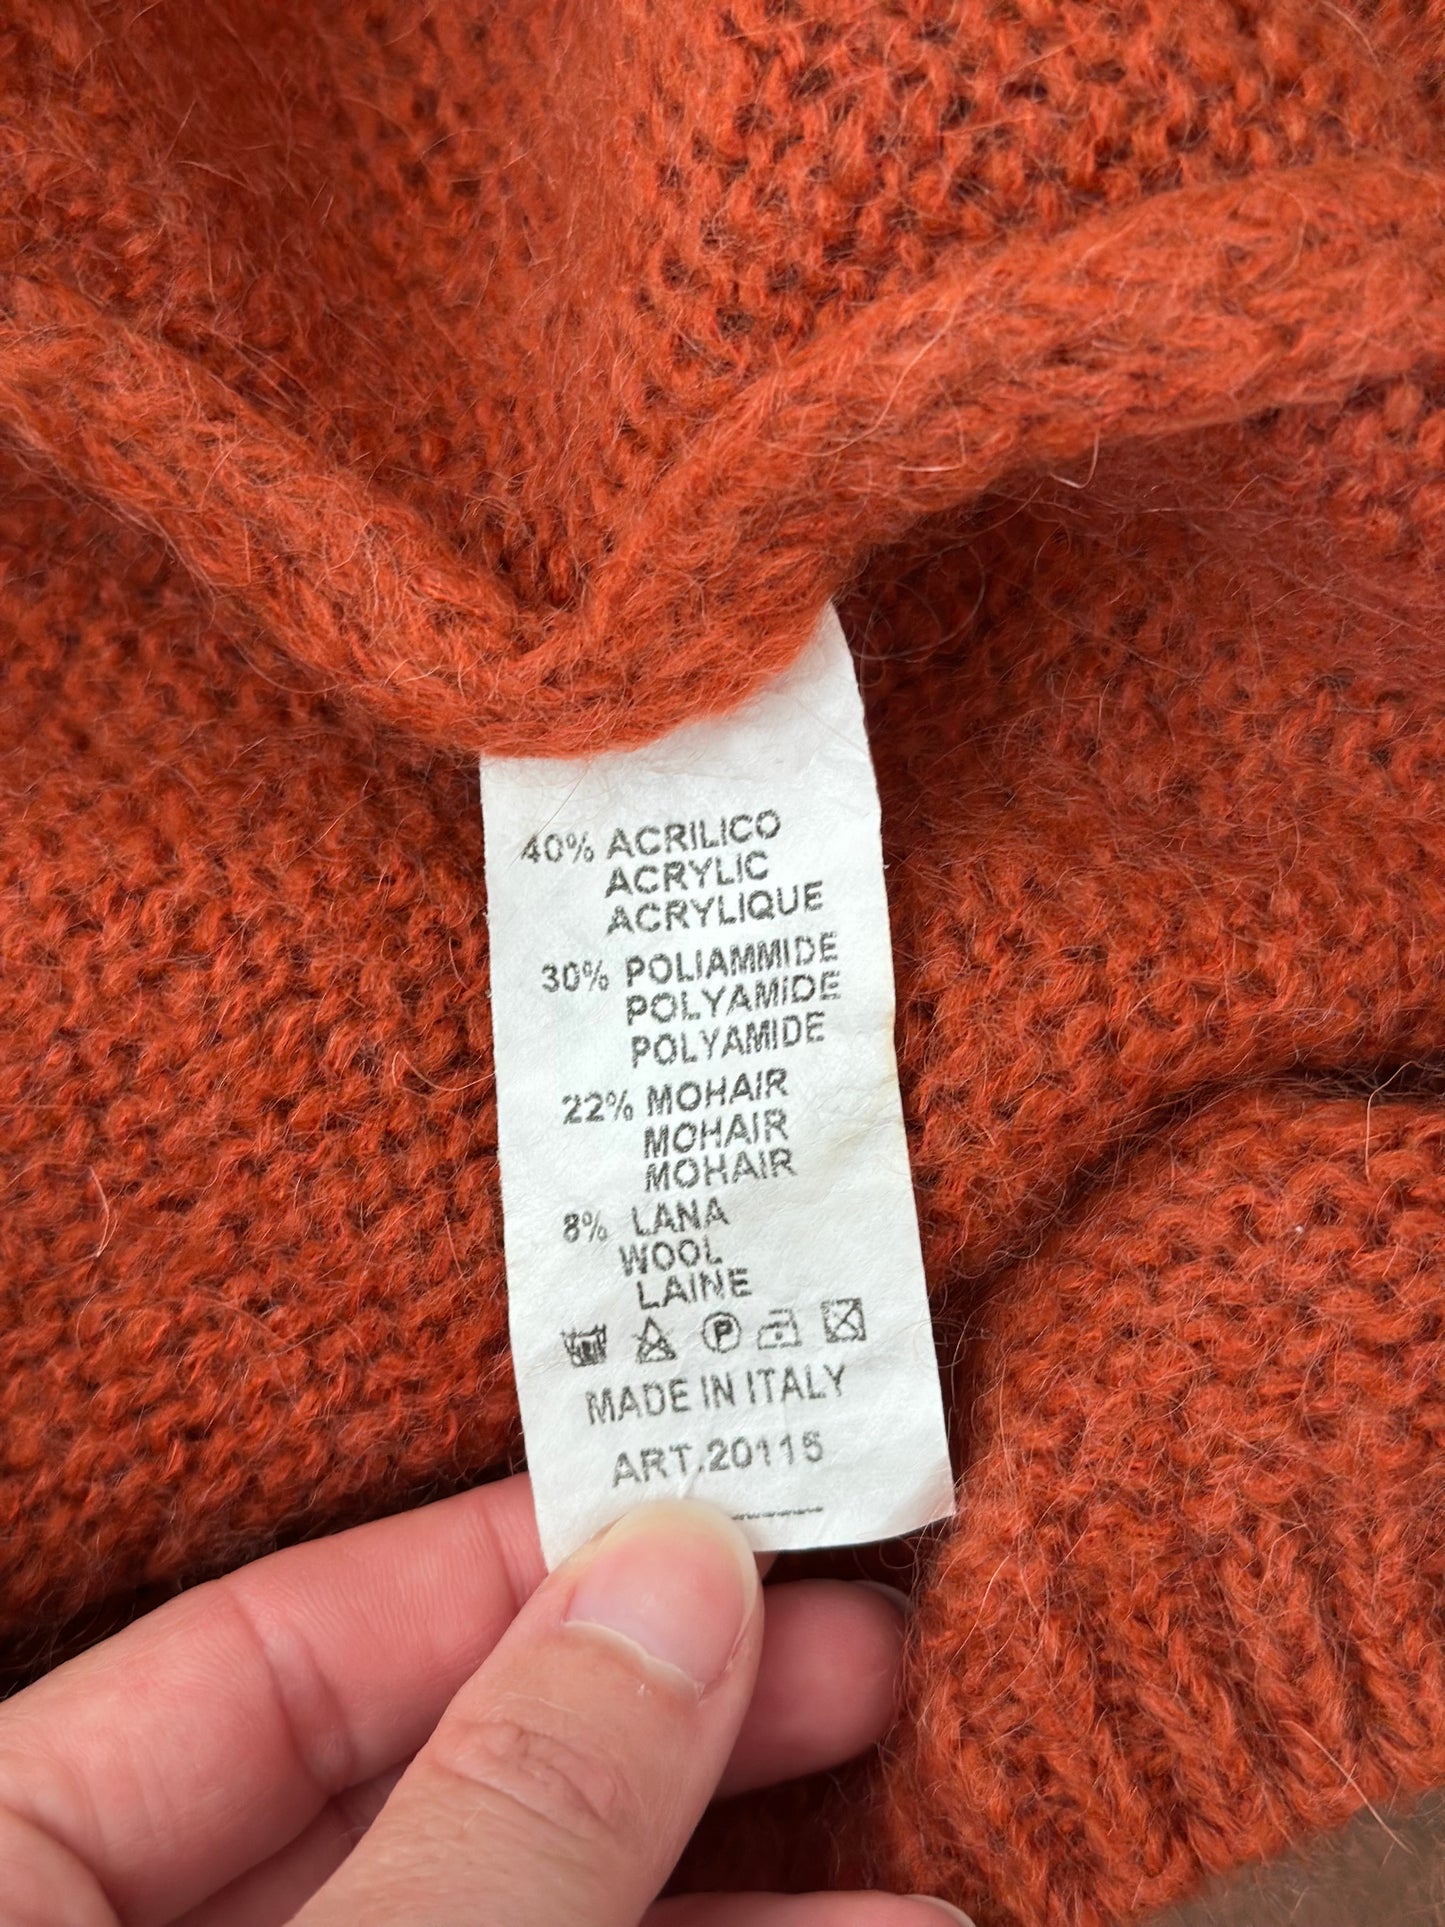 40% ACRILICO
ACRYLIC
ACRYLIQUE
30% POLIAMMIDE
POLYAMIDE
POLYAMIDE
22% MOHAIR
MOHAIR
MOHAIR
8% LANA
WOOL
LAINE
P
MADE IN ITALY
ART.20115